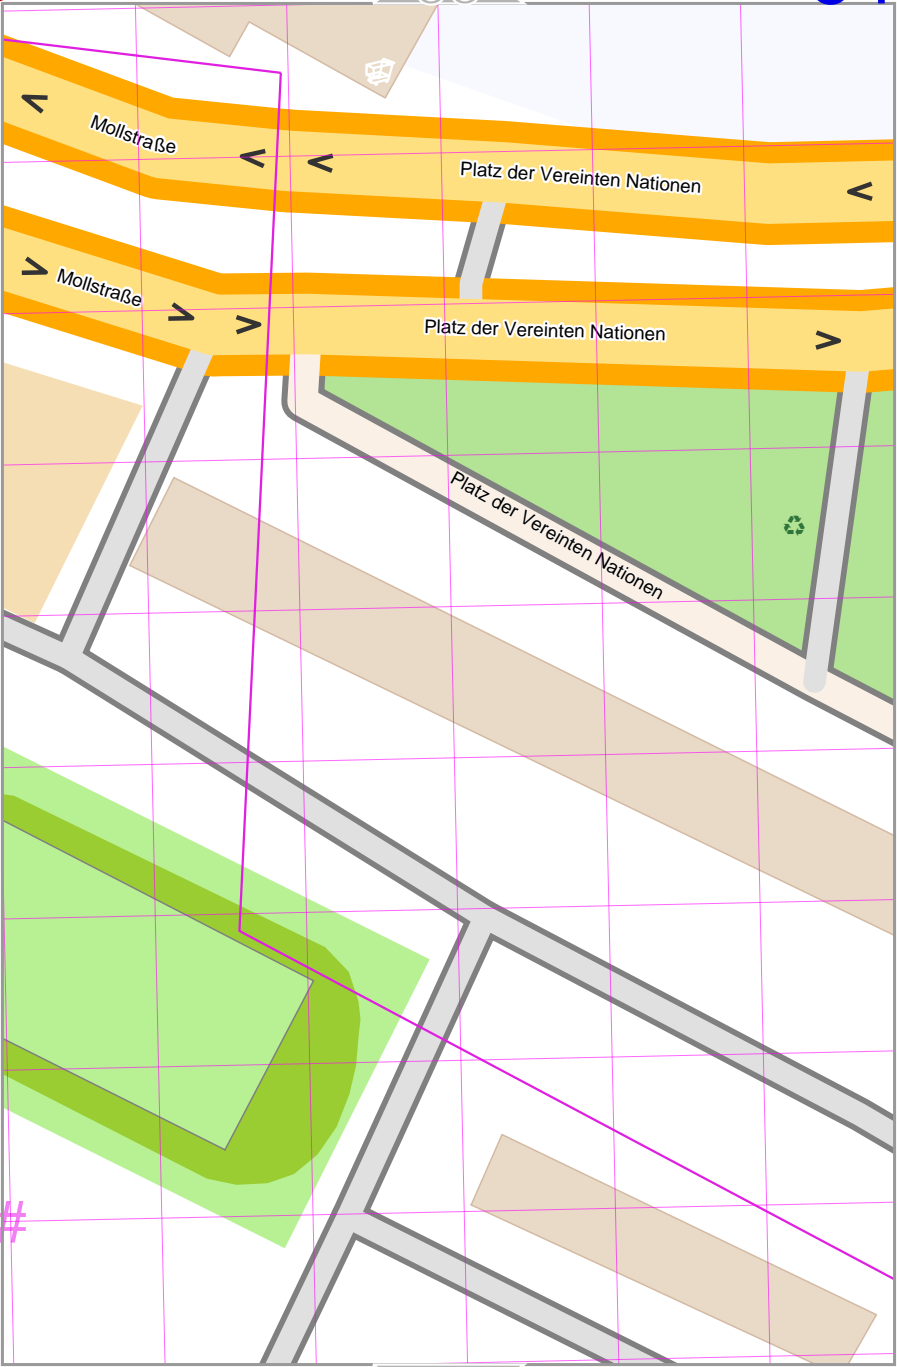 Mollstraße
Platz der Vereinten Nationen
Mollstraße
Platz der Vereinten Nationen
Platz der Vereinten Nationen
#